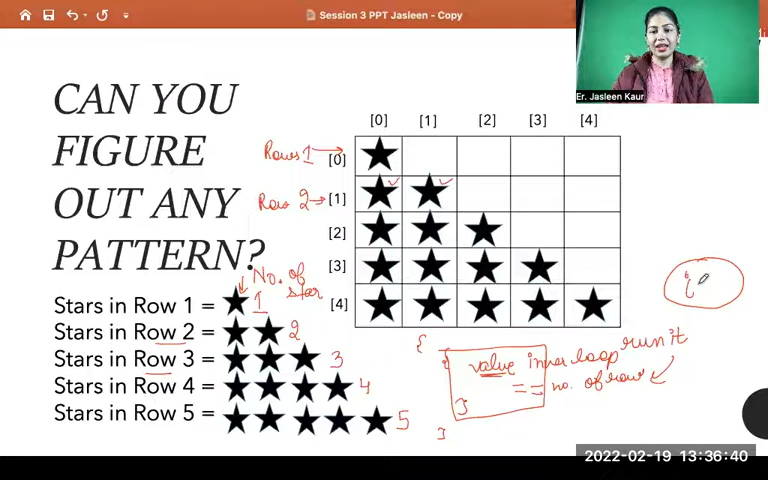 Session 3 PPT Jasleen - Copy
Er. Jasleen Kaur
CAN YOU
FIGURE
OUT ANY
PATTERN?
[0] [1] [2] [3] [4]
Rows 1 [0]
Row 2 [1]
[2]
[3]
[4]
No. of
star
Stars in Row 1 = 1
Stars in Row 2 = 2
Stars in Row 3 = 3
Stars in Row 4 = 4
Stars in Row 5 = 5
{
{ value inner loop run it
== no. of row
}
}
i
2022-02-19 13:36:40